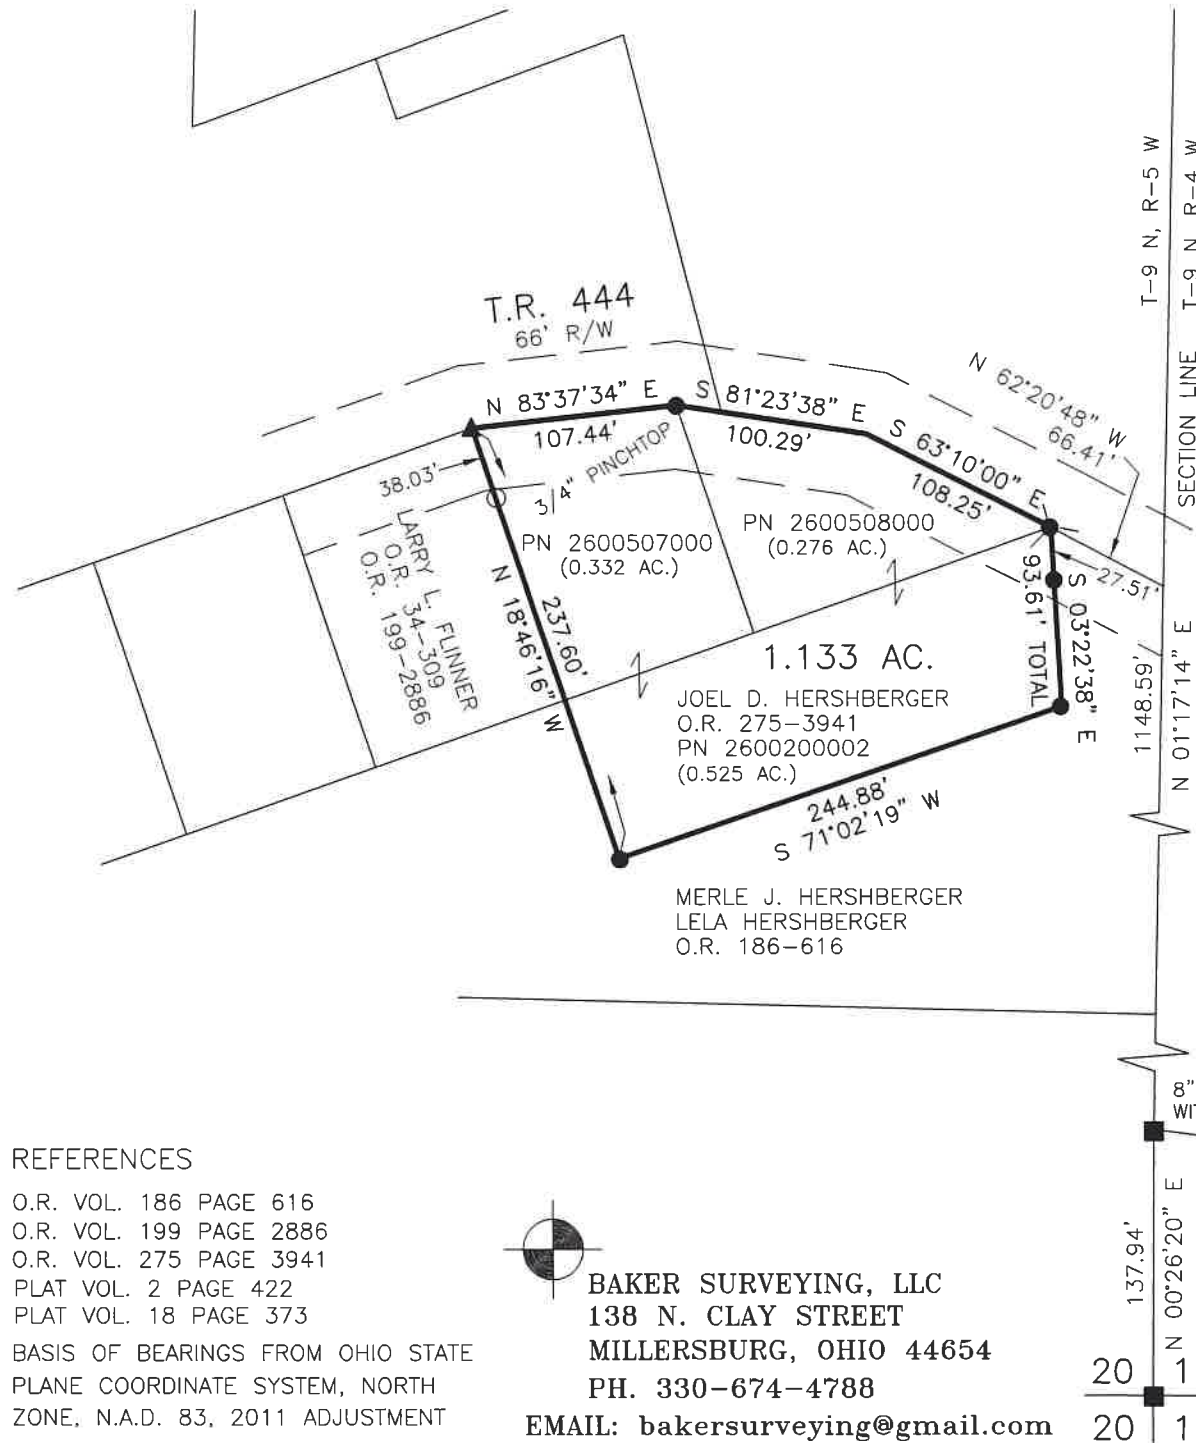 T-9 N, R-5 W
T-9 N R-4 W
SECTION LINE
T.R. 444
66' R/W
N 62°20'48" W
66.41'
N 83°37'34" E
107.44'
S 81°23'38" E
100.29'
S 63°10'00" E
108.25'
38.03'
3/4" PINCHTOP
PN 2600507000
(0.332 AC.)
PN 2600508000
(0.276 AC.)
LARRY L. FLINNER
O.R. 34-309
O.R. 199-2886
N 18°46'16" W
237.60'
27.51'
93.61' TOTAL
S 03°22'38" E
1148.59'
N 01°17'14" E
1.133 AC.
JOEL D. HERSHBERGER
O.R. 275-3941
PN 2600200002
(0.525 AC.)
244.88'
S 71°02'19" W
MERLE J. HERSHBERGER
LELA HERSHBERGER
O.R. 186-616
8"
137.94'
N 00°26'20" E
REFERENCES
O.R. VOL. 186 PAGE 616
O.R. VOL. 199 PAGE 2886
O.R. VOL. 275 PAGE 3941
PLAT VOL. 2 PAGE 422
PLAT VOL. 18 PAGE 373
BASIS OF BEARINGS FROM OHIO STATE
PLANE COORDINATE SYSTEM, NORTH
ZONE, N.A.D. 83, 2011 ADJUSTMENT
BAKER SURVEYING, LLC
138 N. CLAY STREET
MILLERSBURG, OHIO 44654
PH. 330-674-4788
EMAIL: bakersurveying@gmail.com
20 1
20 1